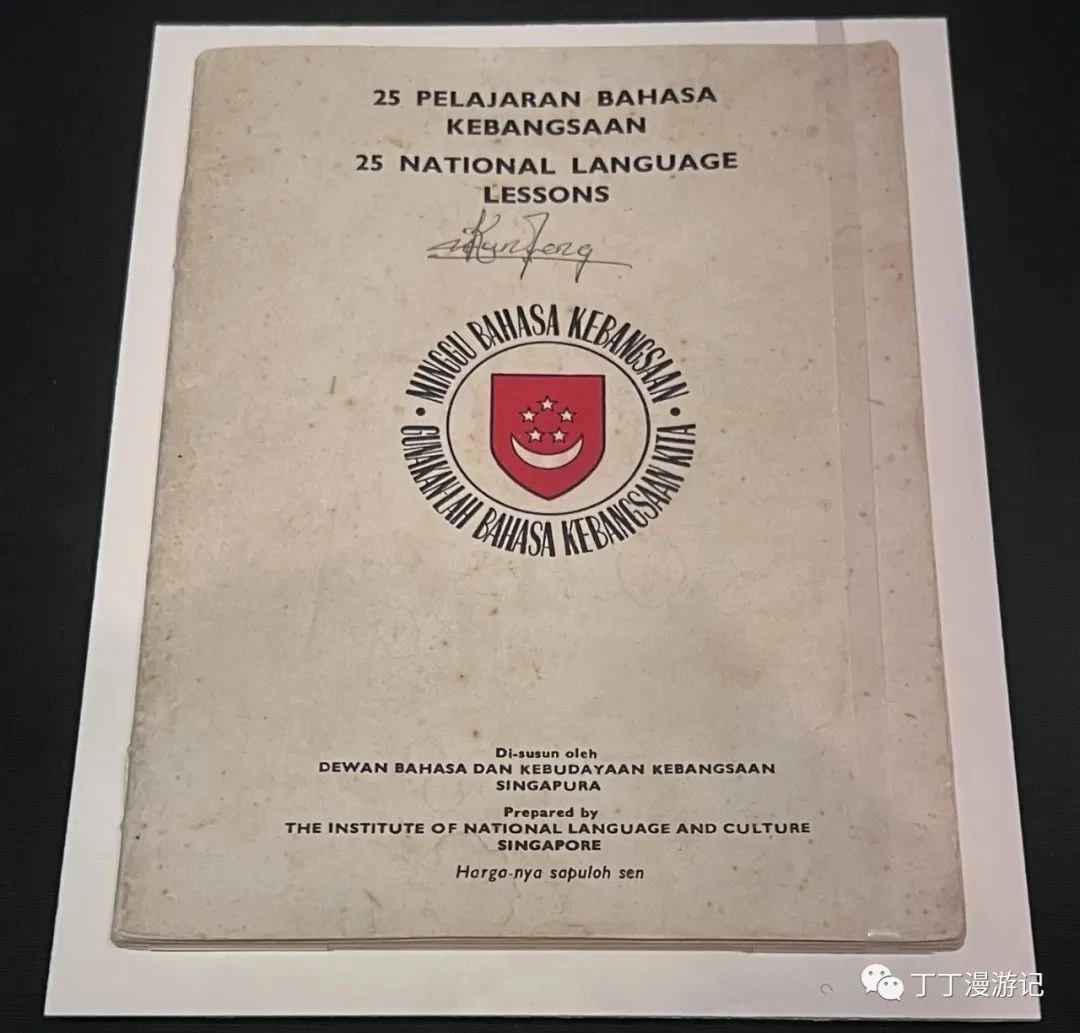 25 PELAJARAN BAHASA
KEBANGSAAN
25 NATIONAL LANGUAGE
LESSONS
• MINGGU BAHASA KEBANGSAAN •
GUNAKAN-LAH BAHASA KEBANGSAAN KITA
Di-susun oleh
DEWAN BAHASA DAN KEBUDAYAAN KEBANGSAAN
SINGAPURA
Prepared by
THE INSTITUTE OF NATIONAL LANGUAGE AND CULTURE
SINGAPORE
Harga-nya sapuloh sen
丁丁漫游记